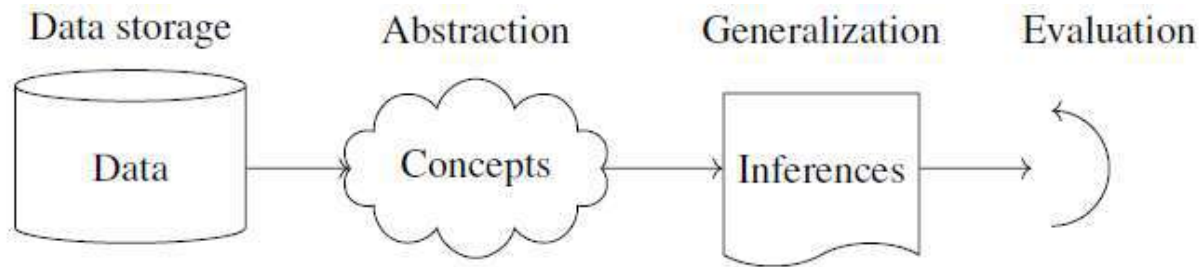 Data storage
Abstraction
Generalization
Evaluation
Data
Concepts
Inferences